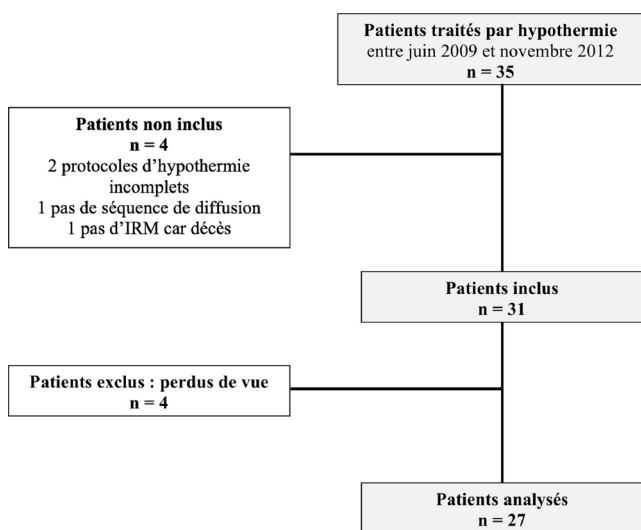 Patients traités par hypothermie
entre juin 2009 et novembre 2012
n = 35
Patients non inclus
n = 4
2 protocoles d'hypothermie
incomplets
1 pas de séquence de diffusion
1 pas d'IRM car décès
Patients inclus
n = 31
Patients exclus : perdus de vue
n = 4
Patients analysés
n = 27